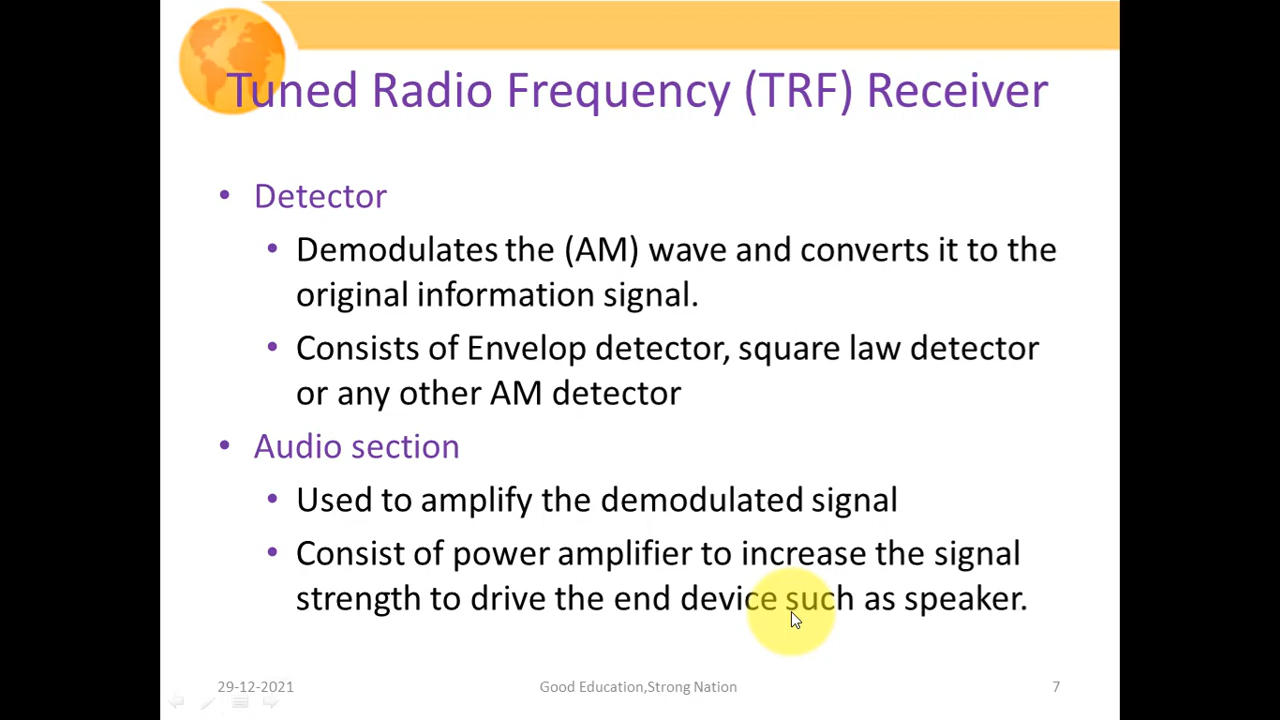 Tuned Radio Frequency (TRF) Receiver
• Detector
• Demodulates the (AM) wave and converts it to the
original information signal.
• Consists of Envelop detector, square law detector
or any other AM detector
• Audio section
• Used to amplify the demodulated signal
• Consist of power amplifier to increase the signal
strength to drive the end device such as speaker.
29-12-2021 Good Education,Strong Nation 7